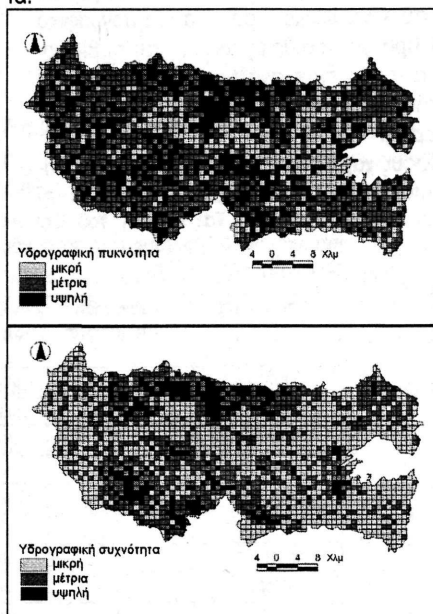 Υδρογραφική πυκνότητα
μικρή
μέτρια
υψηλή
4 0 4 8 Χλμ
Υδρογραφική συχνότητα
μικρή
μέτρια
υψηλή
4 0 4 8 Χλμ